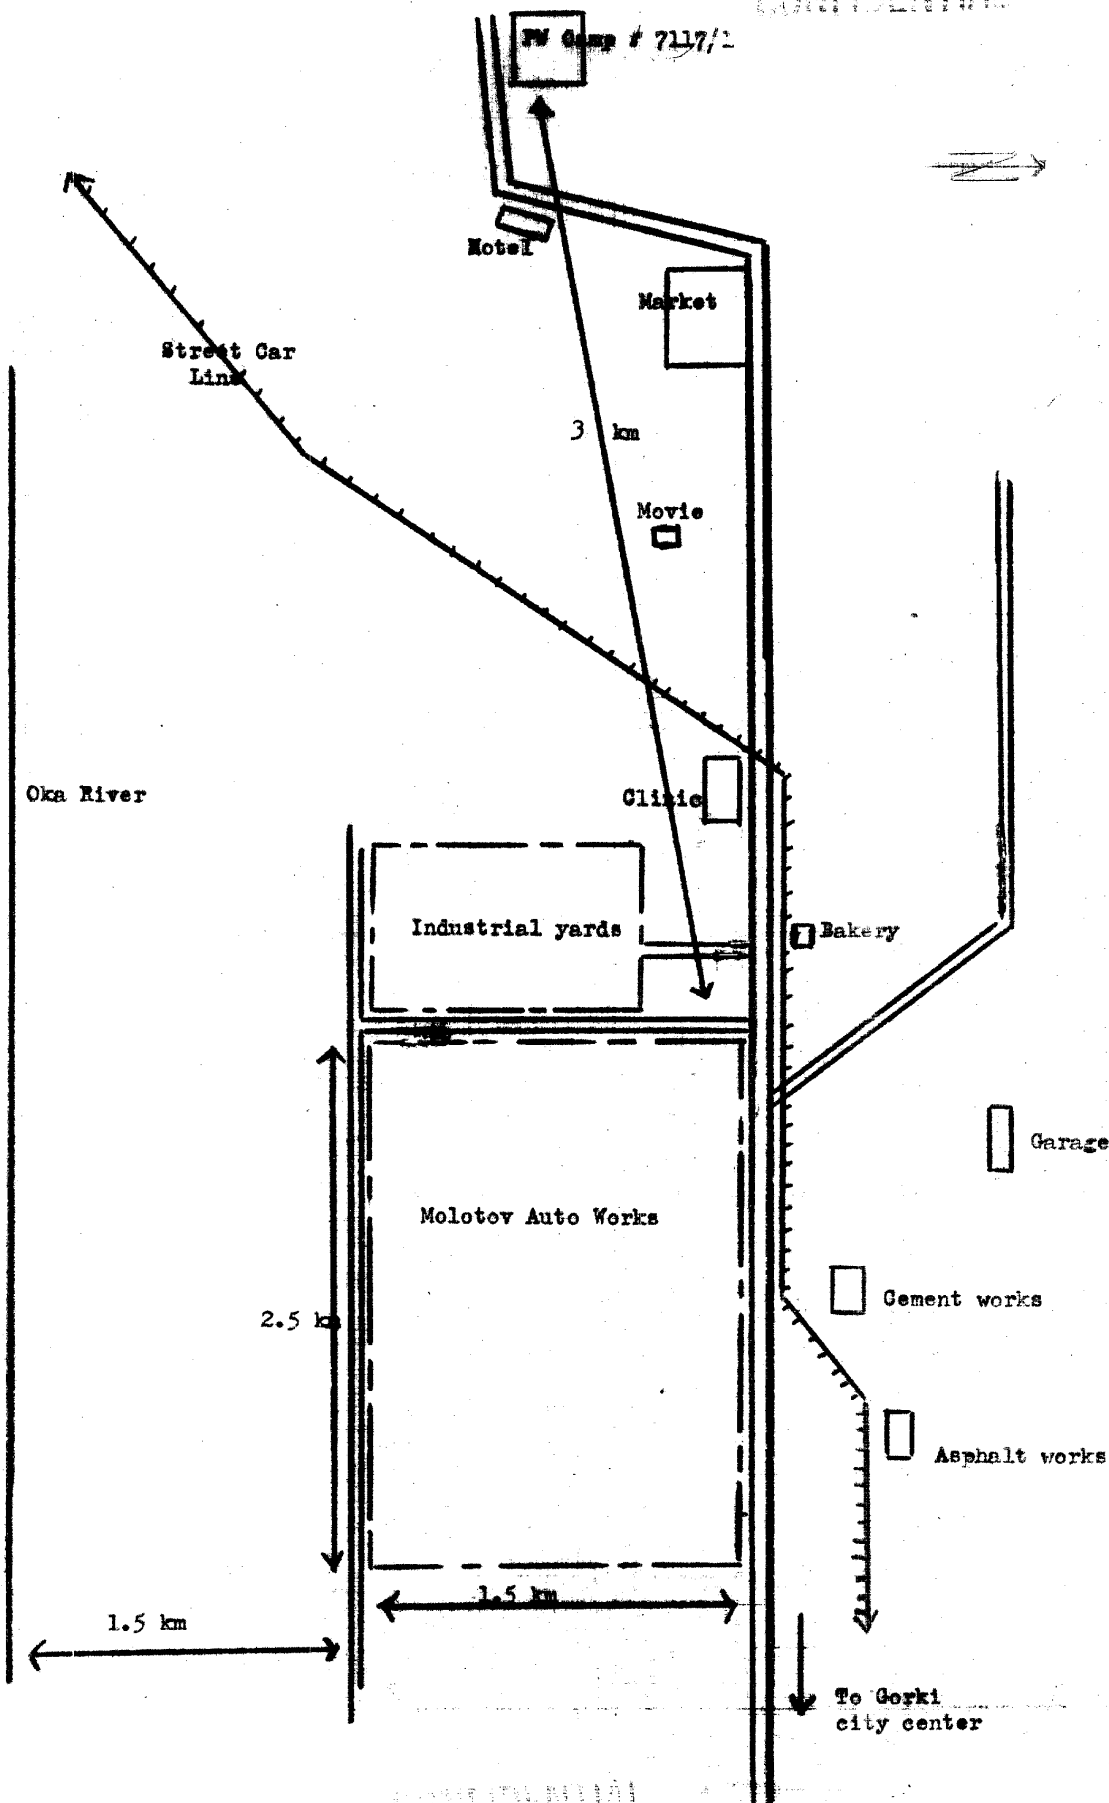 PW Camp # 7117/1
N
Hotel
Market
Street Car
Line
3 km
Movie
Oka River
Clinic
Industrial yards
Bakery
Garage
Molotov Auto Works
Cement works
2.5 km
Asphalt works
1.5 km
1.5 km
To Gorki
city center